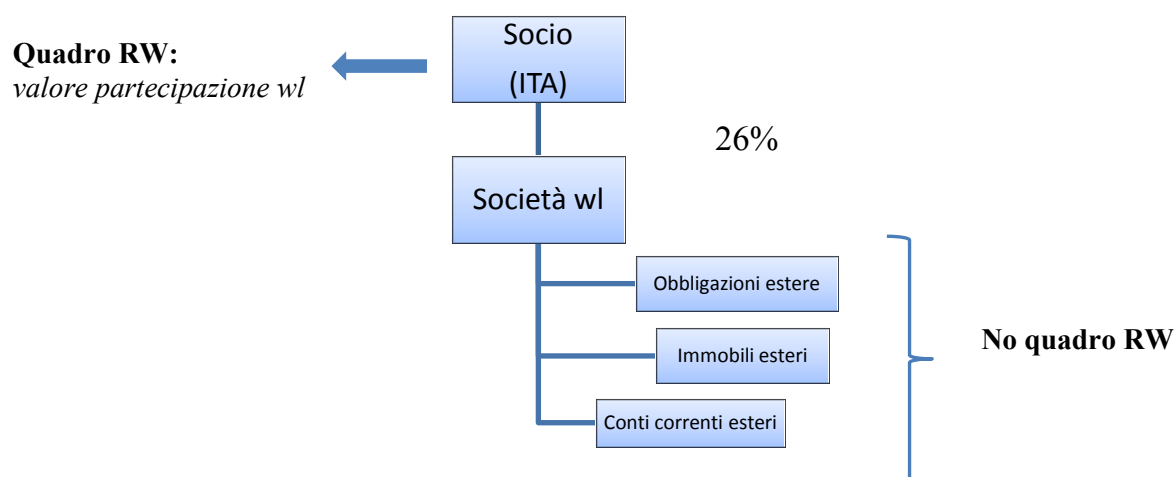 Quadro RW:
valore partecipazione wl
Socio
(ITA)
26%
Società wl
Obbligazioni estere
Immobili esteri
Conti correnti esteri
No quadro RW